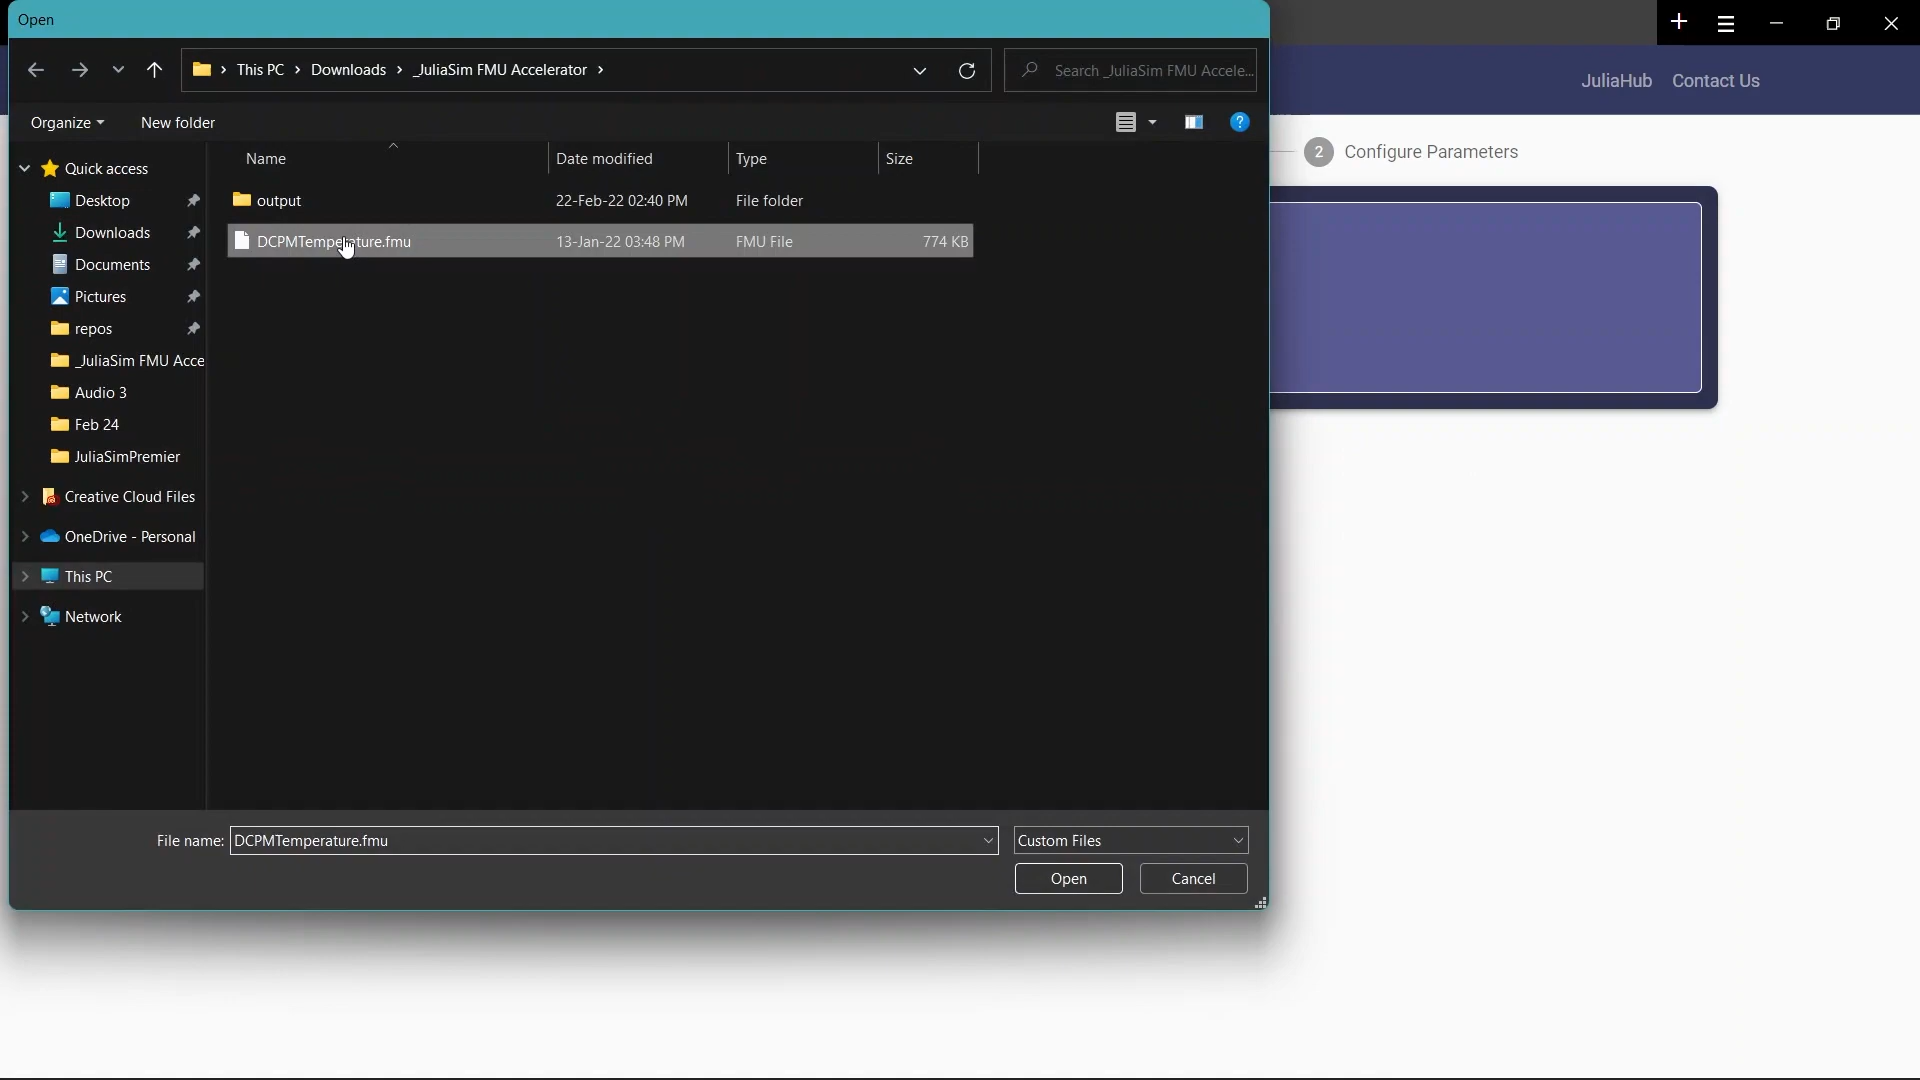 Open
This PC > Downloads > _JuliaSim FMU Accelerator >
Search _JuliaSim FMU Accele...
JuliaHub Contact Us
Organize New folder
?
2 Configure Parameters
Name Date modified Type Size
output 22-Feb-22 02:40 PM File folder
DCPMTemperature.fmu 13-Jan-22 03:48 PM FMU File 774 KB
Quick access
Desktop
Downloads
Documents
Pictures
repos
_JuliaSim FMU Acce
Audio 3
Feb 24
JuliaSimPremier
Creative Cloud Files
OneDrive - Personal
This PC
Network
File name: DCPMTemperature.fmu Custom Files
Open Cancel